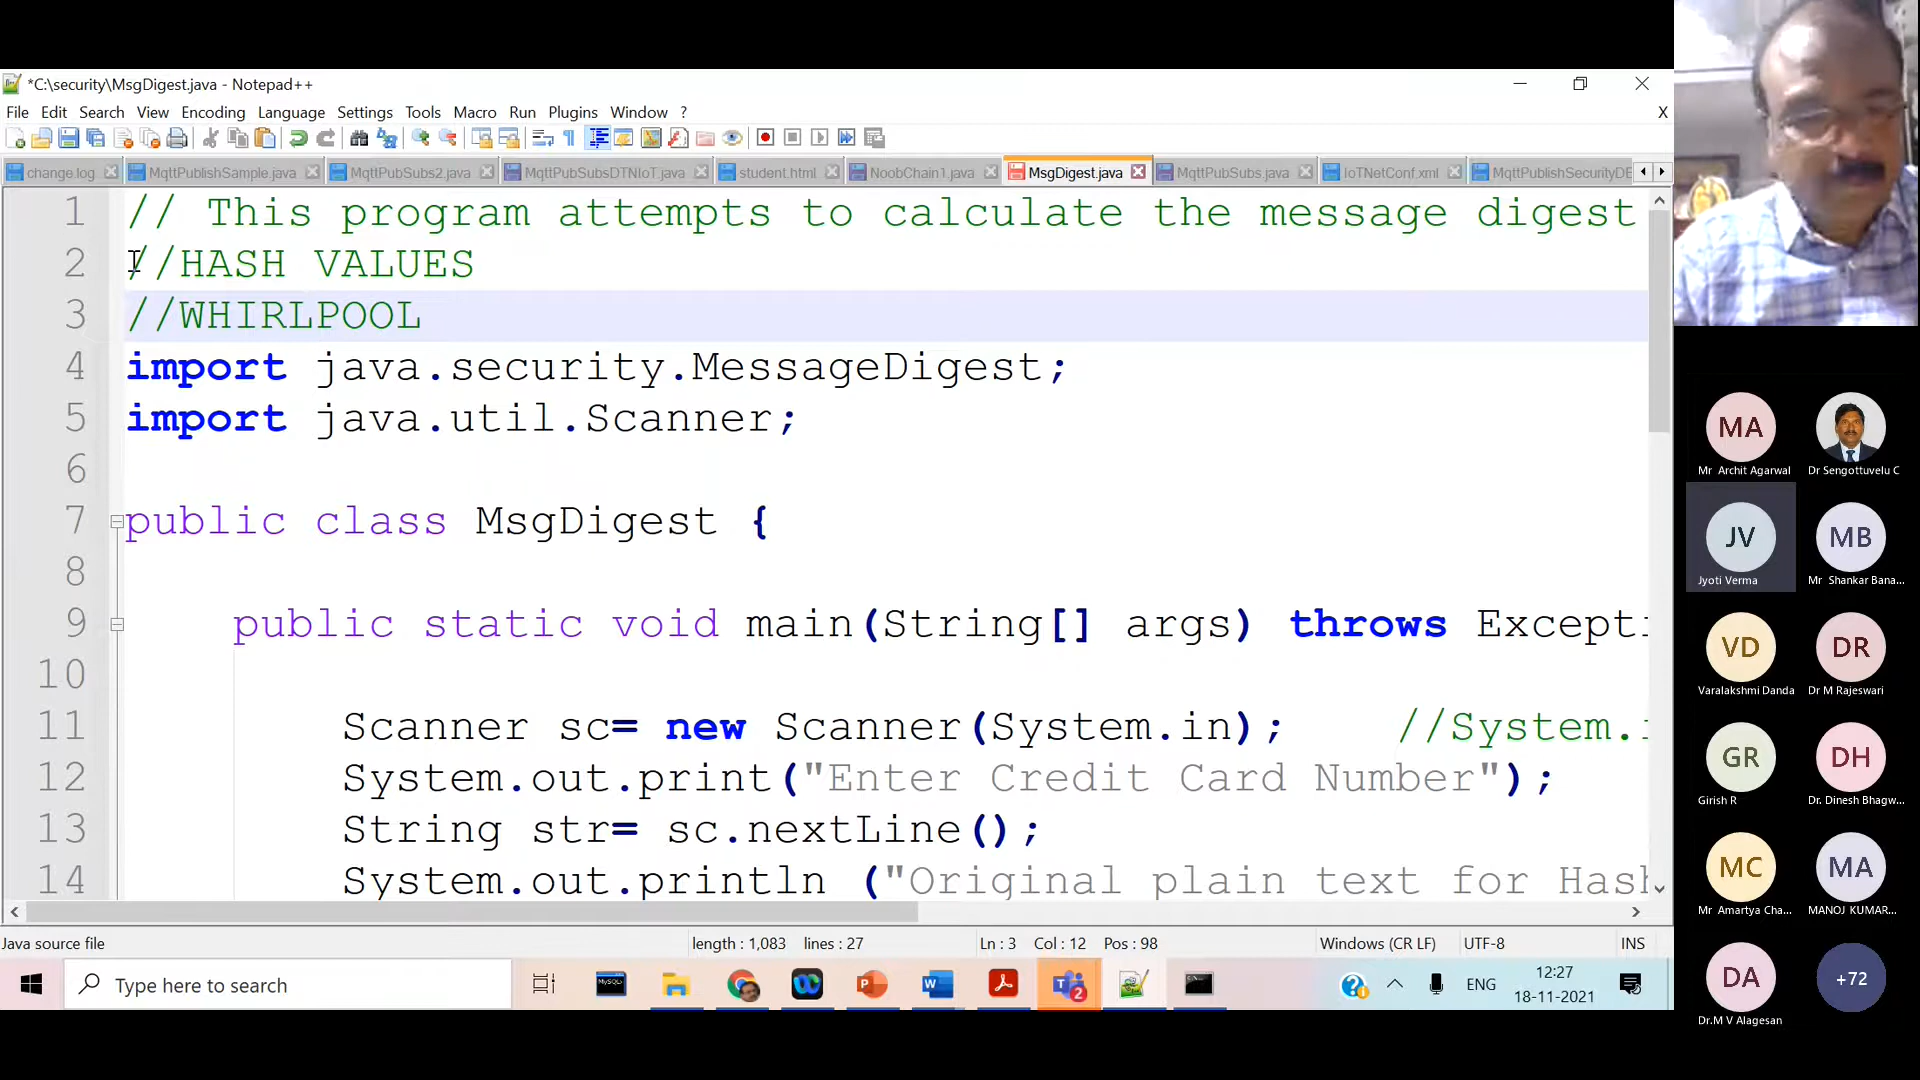 *C:\security\MsgDigest.java - Notepad++
File Edit Search View Encoding Language Settings Tools Macro Run Plugins Window ?
X
change.log MqttPublishSample.java MqttPubSubs2.java MqttPubSubsDTNIoT.java student.html NoobChain1.java MsgDigest.java MqttPubSubs.java IoTNetConf.xml MqttPublishSecurityDE
1 // This program attempts to calculate the message digest
2 //HASH VALUES
3 //WHIRLPOOL
4 import java.security.MessageDigest;
5 import java.util.Scanner;
6
7 public class MsgDigest {
8
9 public static void main(String[] args) throws Excepti
10
11 Scanner sc= new Scanner(System.in); //System.i
12 System.out.print("Enter Credit Card Number");
13 String str= sc.nextLine();
14 System.out.println ("Original plain text for Hash
Java source file length : 1,083 lines : 27 Ln : 3 Col : 12 Pos : 98 Windows (CR LF) UTF-8 INS
Type here to search
MySQL
2
ENG
12:27
18-11-2021
MA
Mr Archit Agarwal
Dr Sengottuvelu C
JV
MB
Jyoti Verma
Mr Shankar Bana...
VD
DR
Varalakshmi Danda
Dr M Rajeswari
GR
DH
Girish R
Dr. Dinesh Bhagw...
MC
MA
Mr Amartya Cha...
MANOJ KUMAR...
DA
+72
Dr.M V Alagesan